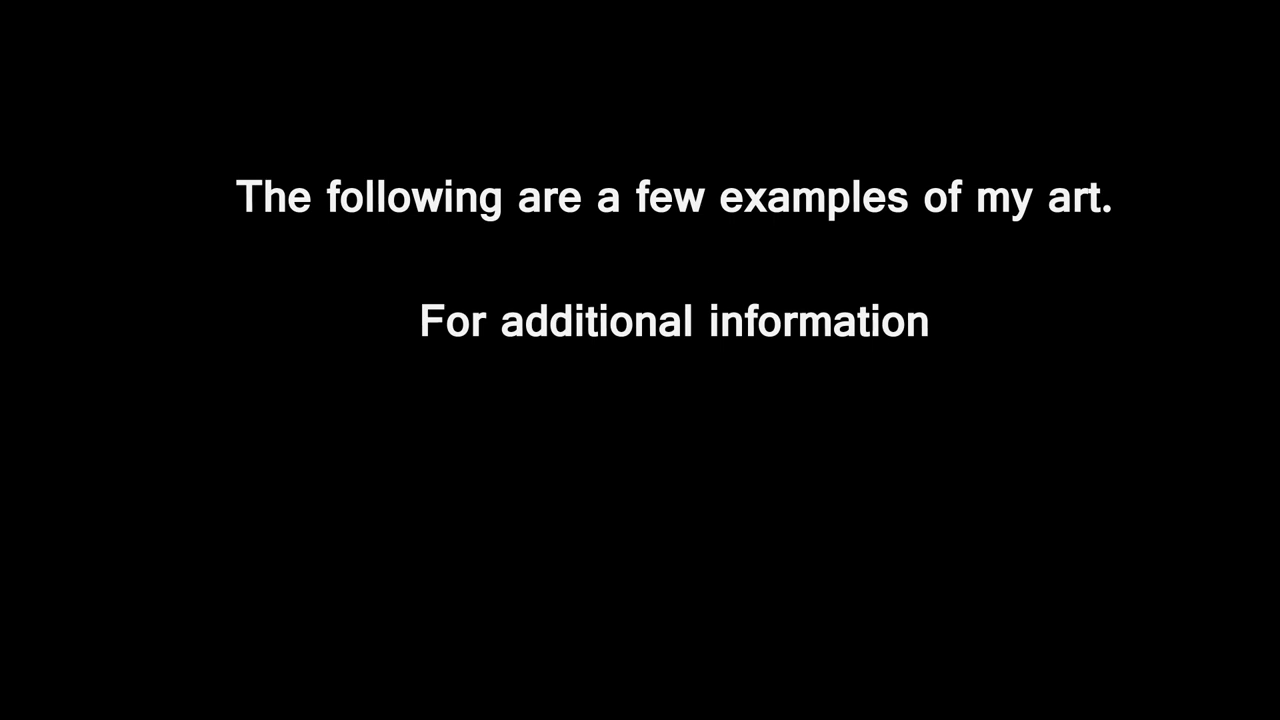 The following are a few examples of my art.
For additional information